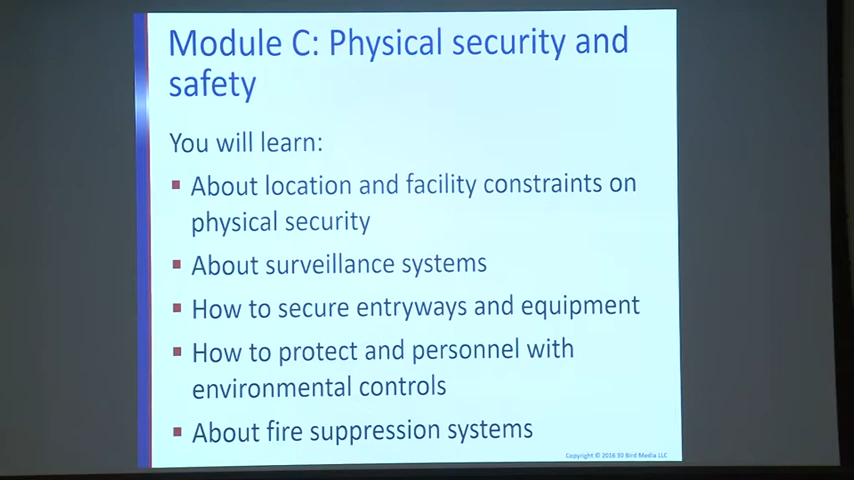 Module C: Physical security and
safety
You will learn:
▪ About location and facility constraints on
physical security
▪ About surveillance systems
▪ How to secure entryways and equipment
▪ How to protect and personnel with
environmental controls
▪ About fire suppression systems
Copyright © 2016 30 Bird Media LLC